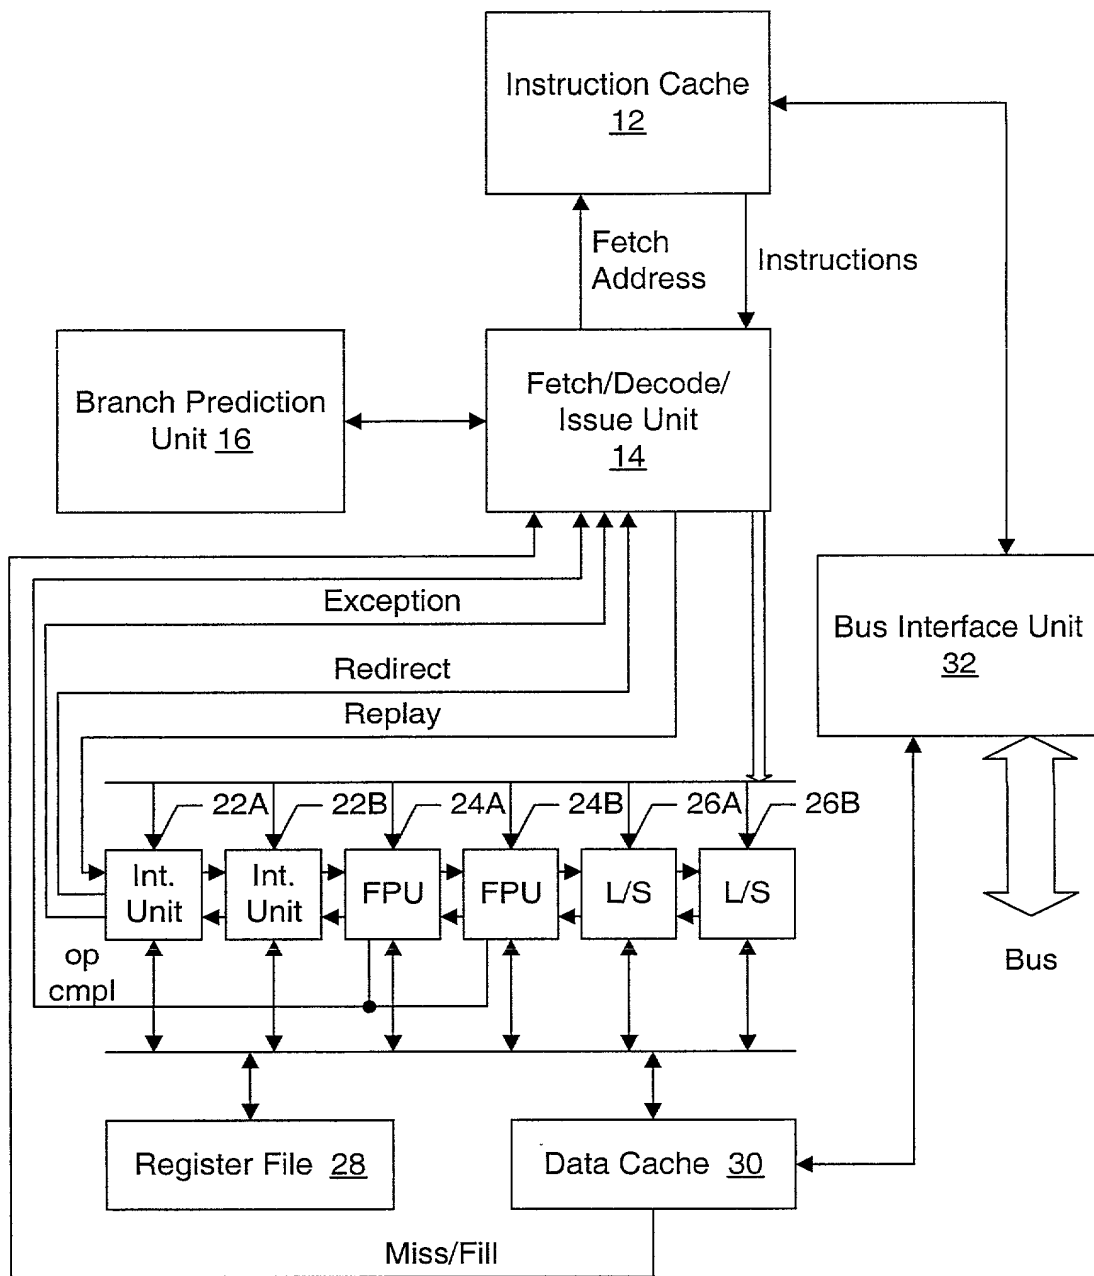 Instruction Cache
12
Fetch
Address
Instructions
Branch Prediction
Unit 16
Fetch/Decode/
Issue Unit
14
Exception
Bus Interface Unit
32
Redirect
Replay
22A
22B
24A
24B
26A
26B
Int.
Unit
Int.
Unit
FPU
FPU
L/S
L/S
op
cmpl
Bus
Register File 28
Data Cache 30
Miss/Fill